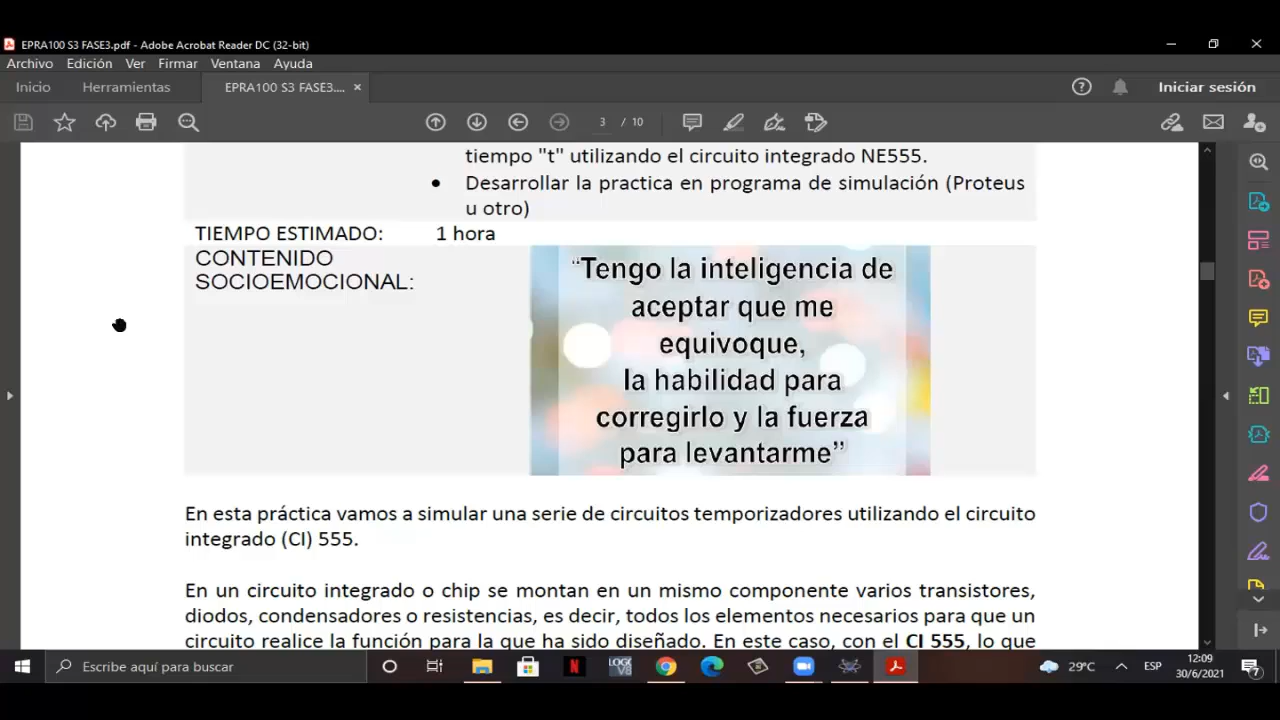 EPRA100 S3 FASE3.pdf - Adobe Acrobat Reader DC (32-bit)
Archivo Edición Ver Firmar Ventana Ayuda
Inicio Herramientas EPRA100 S3 FASE3.... × Iniciar sesión
3 / 10
tiempo "t" utilizando el circuito integrado NE555.
• Desarrollar la practica en programa de simulación (Proteus
u otro)
TIEMPO ESTIMADO: 1 hora
CONTENIDO
SOCIOEMOCIONAL:
“Tengo la inteligencia de
aceptar que me
equivoque,
la habilidad para
corregirlo y la fuerza
para levantarme”
En esta práctica vamos a simular una serie de circuitos temporizadores utilizando el circuito
integrado (CI) 555.
En un circuito integrado o chip se montan en un mismo componente varios transistores,
diodos, condensadores o resistencias, es decir, todos los elementos necesarios para que un
circuito realice la función para la que ha sido diseñado. En este caso, con el CI 555, lo que
Escribe aquí para buscar
29°C ESP
12:09
30/6/2021